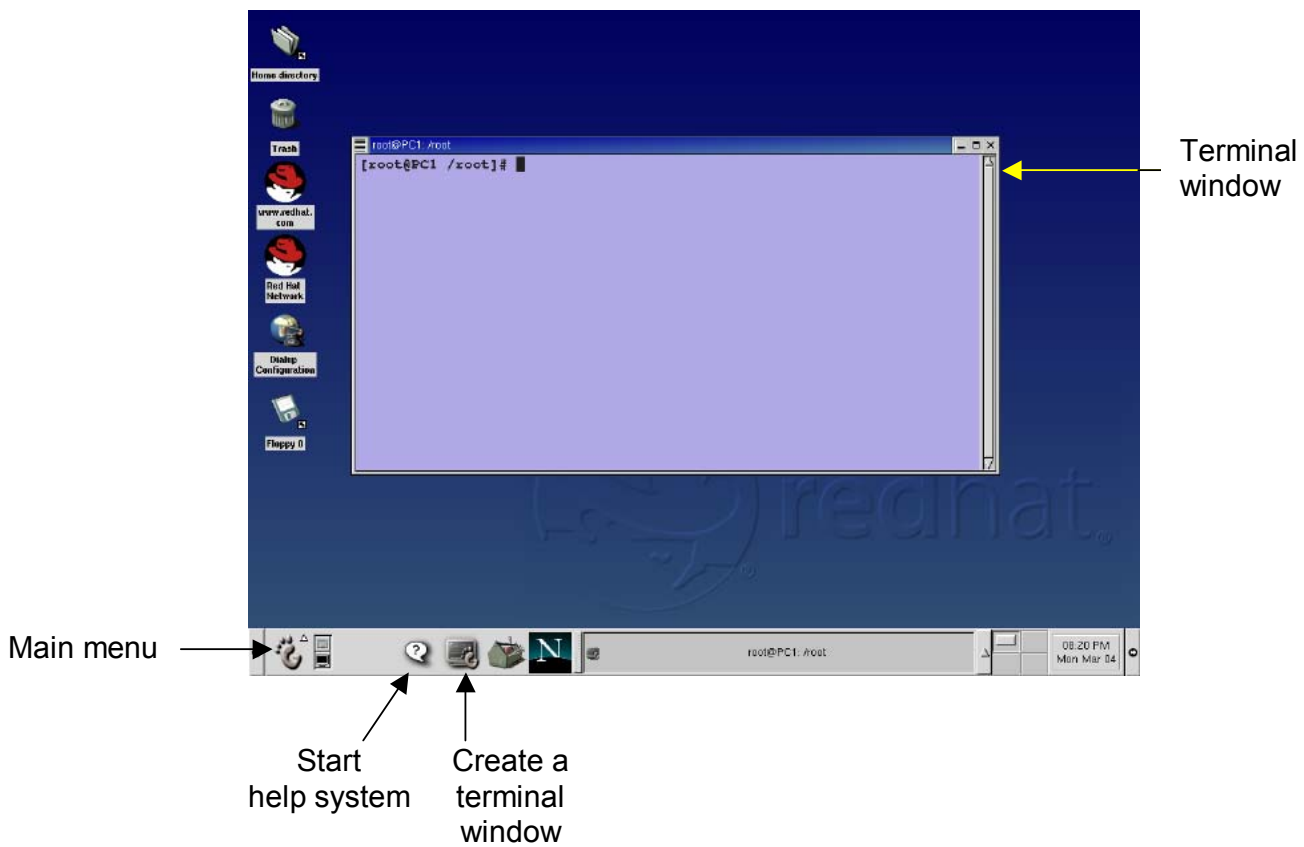 Home directory
Trash
www.redhat.
com
Red Hat
Network
Dialup
Configuration
Floppy 0
root@PC1: /root
[root@PC1 /root]#
Terminal
window
redhat.
Main menu
N
root@PC1: /root
08:20 PM
Mon Mar 04
Start
help system
Create a
terminal
window